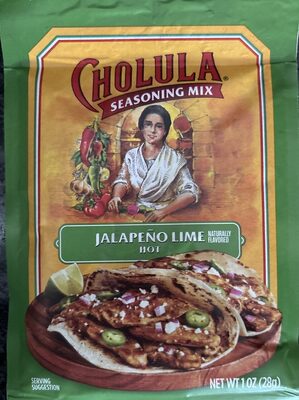 CHOLULA®
SEASONING MIX
JALAPEÑO LIME NATURALLY FLAVORED
HOT
SERVING SUGGESTION
NET WT 1 OZ (28g)